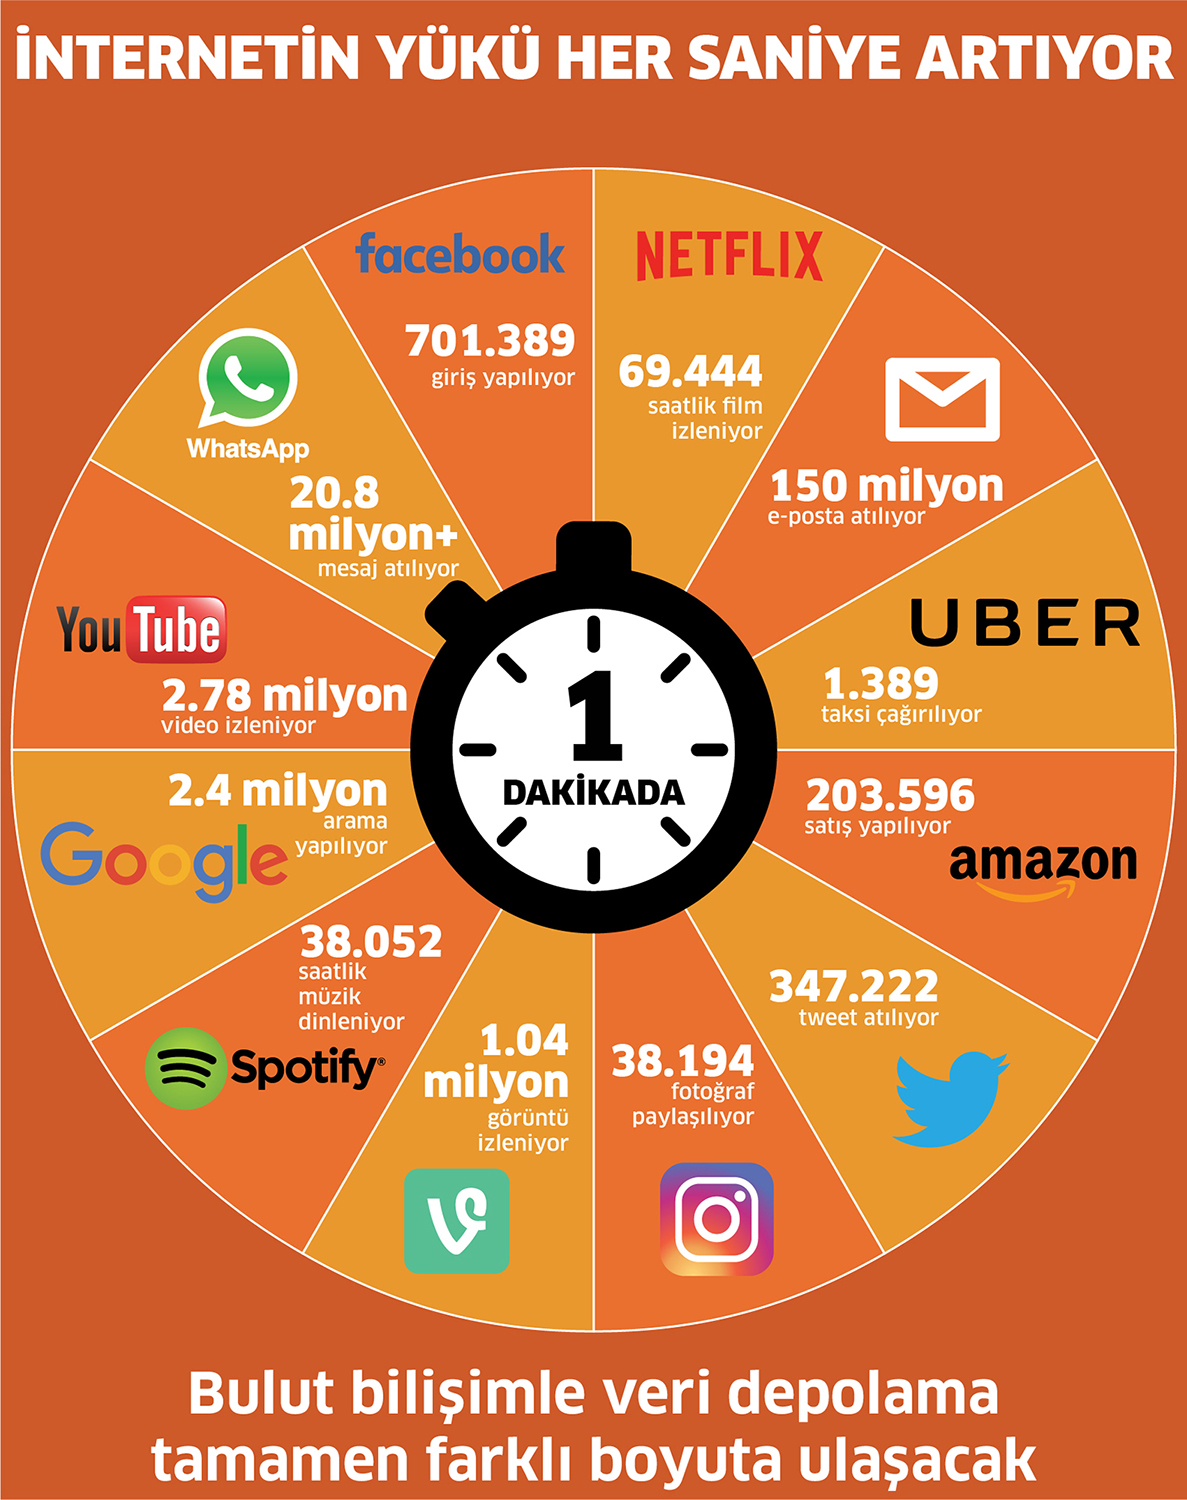 İNTERNETİN YÜKÜ HER SANİYE ARTIYOR
facebook
701.389
giriş yapılıyor
NETFLIX
69.444
saatlik film
izleniyor
150 milyon
e-posta atılıyor
UBER
1.389
taksi çağırılıyor
203.596
satış yapılıyor
amazon
347.222
tweet atılıyor
38.194
fotoğraf
paylaşılıyor
1.04
milyon
görüntü
izleniyor
38.052
saatlik
müzik
dinleniyor
Spotify®
2.4 milyon
arama
yapılıyor
Google
YouTube
2.78 milyon
video izleniyor
WhatsApp
20.8
milyon+
mesaj atılıyor
1
DAKİKADA
Bulut bilişimle veri depolama
tamamen farklı boyuta ulaşacak